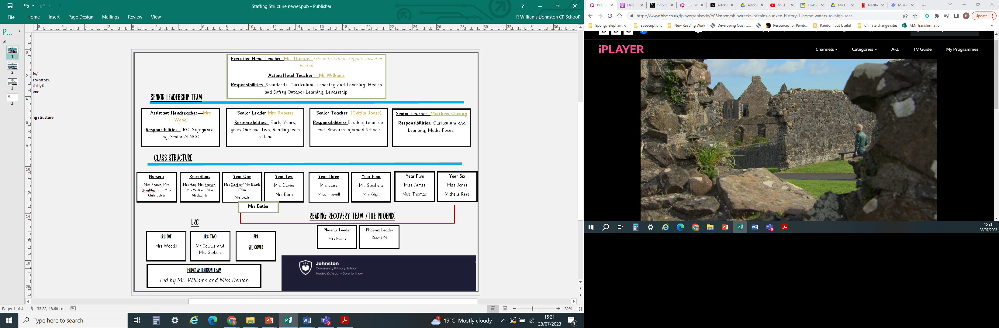 Staffing Structure newer.pub - Publisher
File
Home
Insert
Page Design
Mailings
Review
View
R Williams (Johnston CP School)
P...
1
2
3
4
ly/
To=https%
ial.ly%
ome
ng structure
Executive Head Teacher: Mr. Thomas School to School Support based at
Fenton
Acting Head Teacher - Mr Williams
Responsibilities: Standards, Curriculum, Teaching and Learning, Health
and Safety Outdoor Learning, Leadership.
SENIOR LEADERSHIP TEAM
Assistant Headteacher—Mrs
Wood
Responsibilities: LRC, Safeguard-
ing, Senior ALNCO
Senior Leader Mrs Roberts
Responsibilities: Early Years,
years One and Two, Reading team
co lead
Senior Teacher (Caitlin Jones)
Responsibilities: Reading team co.
lead. Research informed Schools
Senior Teacher Matthew Cheung
Responsibilities: Curriculum and
Learning, Maths Focus.
CLASS STRUCTURE
Nursery
Miss Pearce, Mrs
Wealthall and Miss
Christopher
Receptions
Mrs Hay, Mrs Scriven,
Mrs Walters, Miss
McQuarrie
Year One
Mrs Gainfort/ Mrs Roach
-John
Mrs Lewis
Year Two
Mrs Davies
Mrs Barn
Year Three
Mrs Lane
Miss Howell
Year Four
Mr. Stephens
Mrs Glyn
Year Five
Miss James
Miss Thomas
Year Six
Miss Jones
Michelle Rees
Mrs Butler
READING RECOVERY TEAM /THE PHOENIX
Phoenix Leader
Mrs Evans
Phoenix Leader
Other LSA
LRC
LRC ONE
Mrs Woods
LRC TWO
Mr Colville and
Mrs Gibbon
PPA
SLT COVER
FRIDAY AFTERNOON TEAM
Led by Mr. Williams and Miss Denton
Johnston
Community Primary School
Mentra Ddysgu - Dare to Know
Page: 1 of 4
33.28, 18.68 cm.
82%
Type here to search
19°C Mostly cloudy
15:21
28/07/2023
BBC iP
Dan Sn
tjgoldi
BBC iP
Adobe
Adobe
YouTu
Hwb –
My Dr
Netflix
Missio
https://www.bbc.co.uk/iplayer/episode/b03knrvm/shipwrecks-britains-sunken-history-1-home-waters-to-high-seas
Update
Spongy Elephant R...
Subscriptions
New Reading Work
Developing Quality...
Resources for Pemb...
Random but Useful
Climate change sites
ALN Transformatio...
iPLAYER
Channels
Categories
A-Z
TV Guide
My Programmes
BBC
15:21
28/07/2023